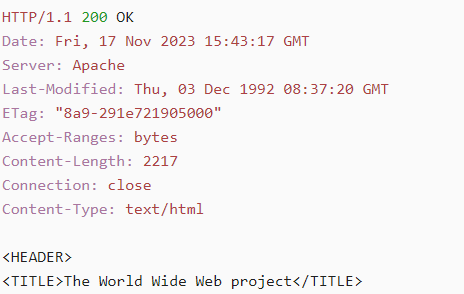 HTTP/1.1 200 OK
Date: Fri, 17 Nov 2023 15:43:17 GMT
Server: Apache
Last-Modified: Thu, 03 Dec 1992 08:37:20 GMT
ETag: "8a9-291e721905000"
Accept-Ranges: bytes
Content-Length: 2217
Connection: close
Content-Type: text/html

<HEADER>
<TITLE>The World Wide Web project</TITLE>